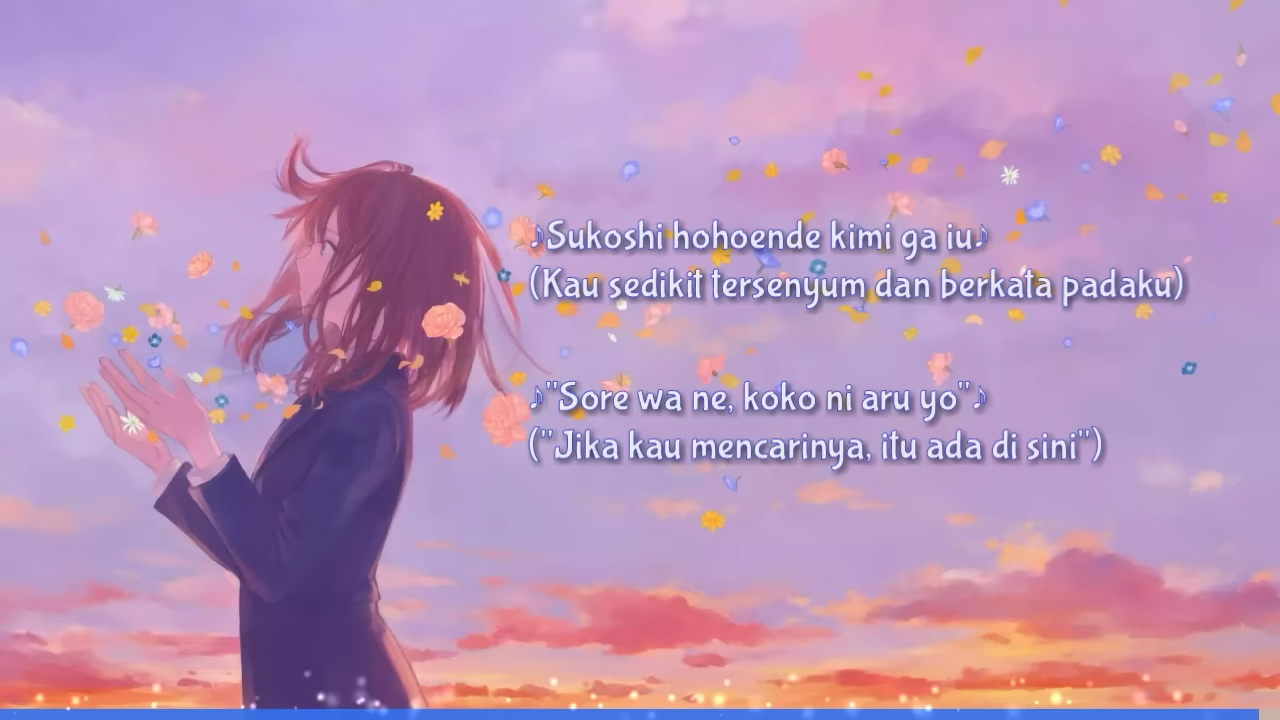 ♪Sukoshi hohoende kimi ga iu♪
(Kau sedikit tersenyum dan berkata padaku)
♪"Sore wa ne, koko ni aru yo"♪
("Jika kau mencarinya, itu ada di sini")